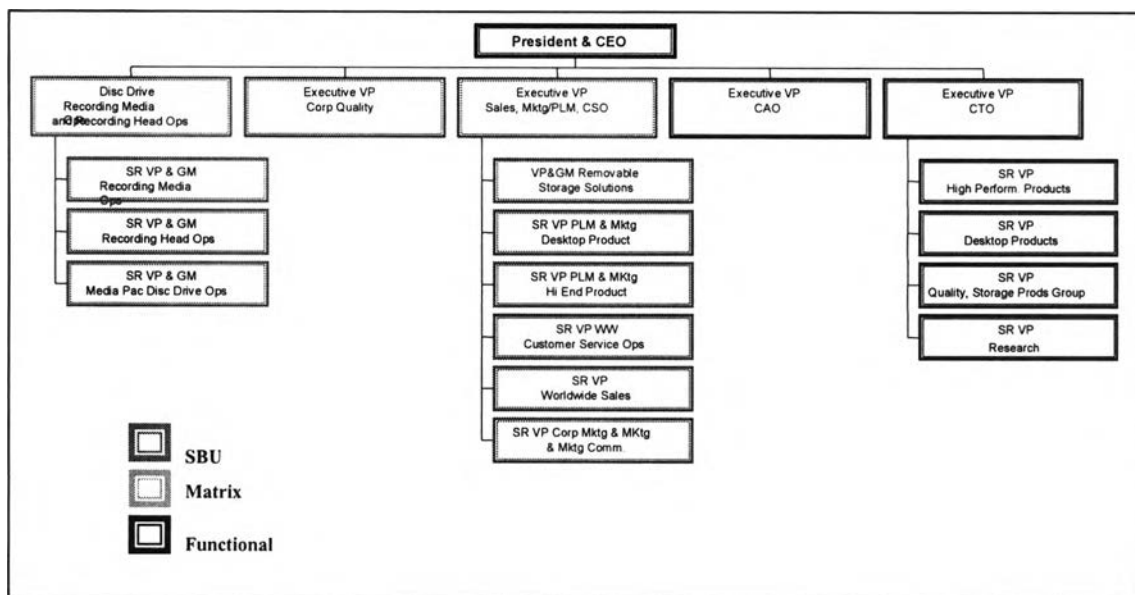 President & CEO
Disc Drive
Recording Media
Ops
and Recording Head Ops
Executive VP
Corp Quality
Executive VP
Sales, Mktg/PLM, CSO
Executive VP
CAO
Executive VP
CTO
SR VP & GM
Recording Media
Ops
SR VP & GM
Recording Head Ops
SR VP & GM
Media Pac Disc Drive Ops
VP&GM Removable
Storage Solutions
SR VP PLM & Mktg
Desktop Product
SR VP PLM & MKtg
Hi End Product
SR VP WW
Customer Service Ops
SR VP
Worldwide Sales
SR VP Corp Mktg & MKtg
& Mktg Comm.
SR VP
High Perform. Products
SR VP
Desktop Products
SR VP
Quality, Storage Prods Group
SR VP
Research
SBU
Matrix
Functional